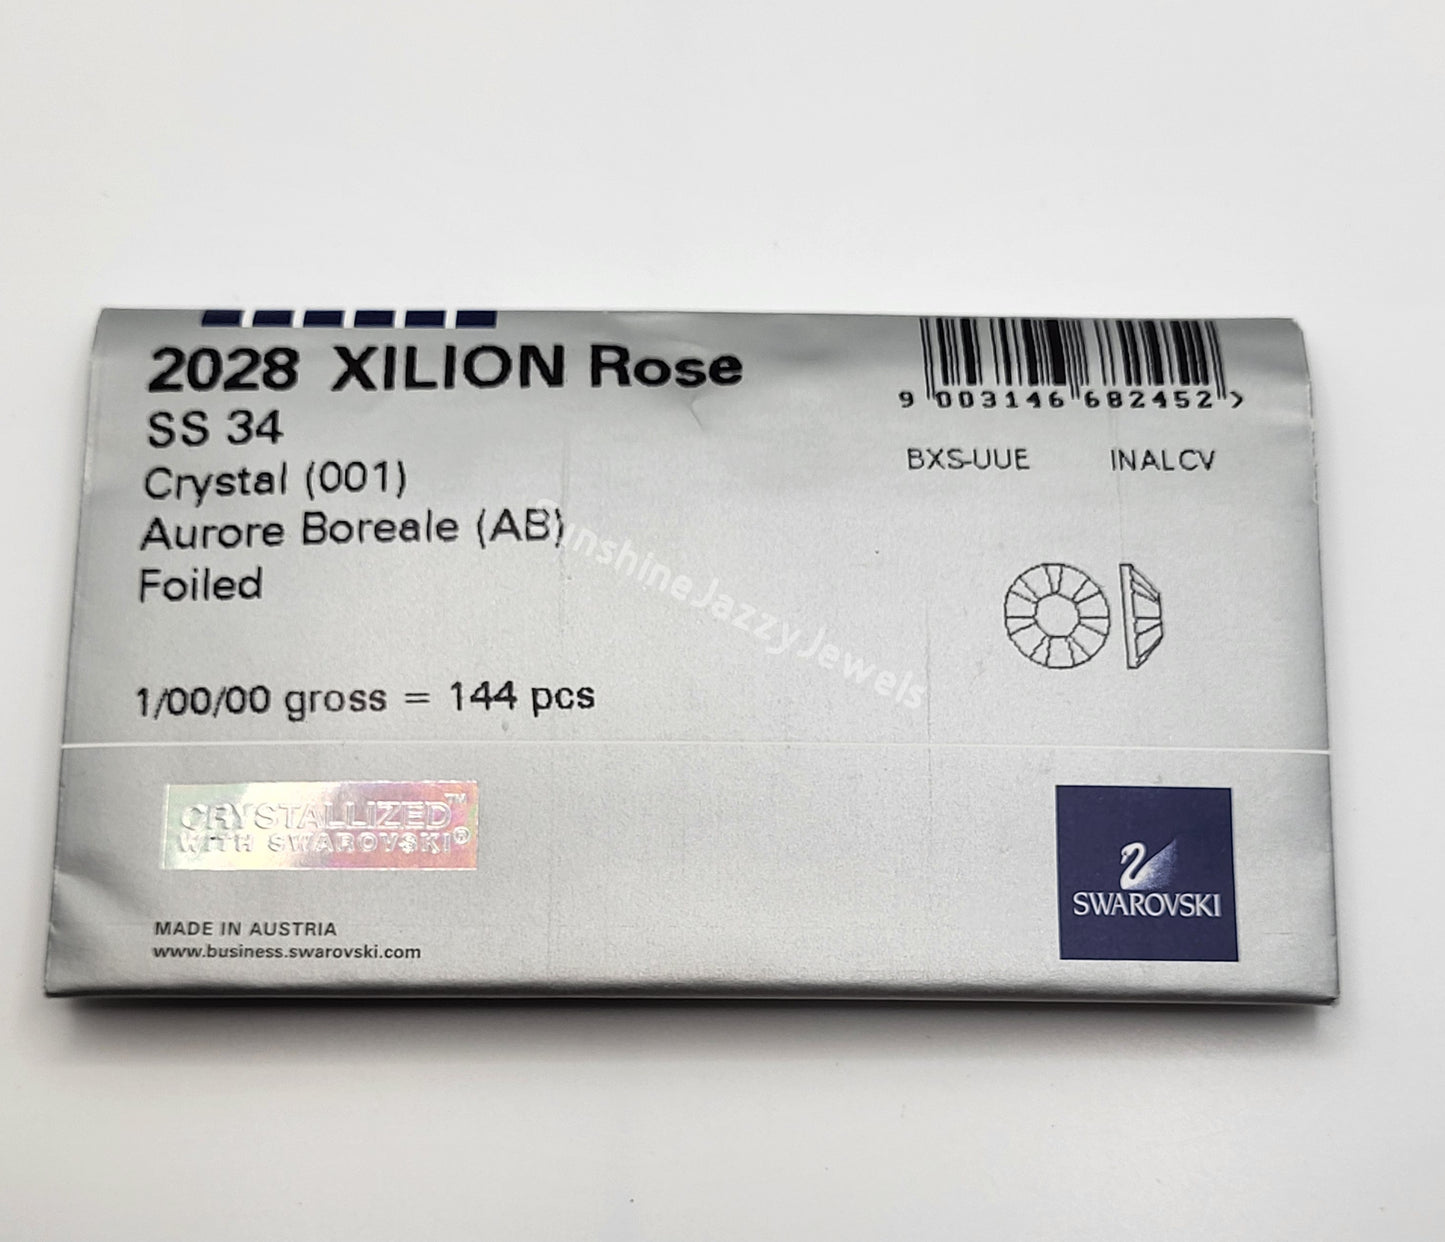 2028 XILION Rose
SS 34
Crystal (001)
Aurore Boreale (AB)
Foiled
1/00/00 gross = 144 pcs
9 003146 682452 >
BXS-UUE INALCV
SunshineJazzyJewels
CRYSTALLIZED™
WITH SWAROVSKI®
MADE IN AUSTRIA
www.business.swarovski.com
SWAROVSKI